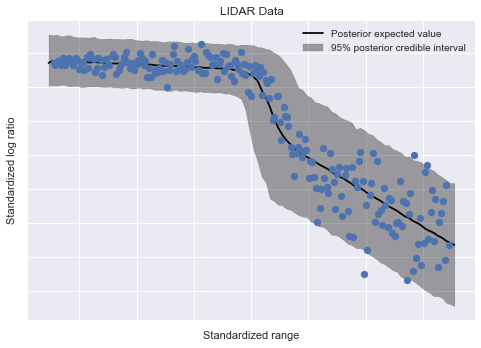 LIDAR Data
Posterior expected value
95% posterior credible interval
Standardized log ratio
Standardized range